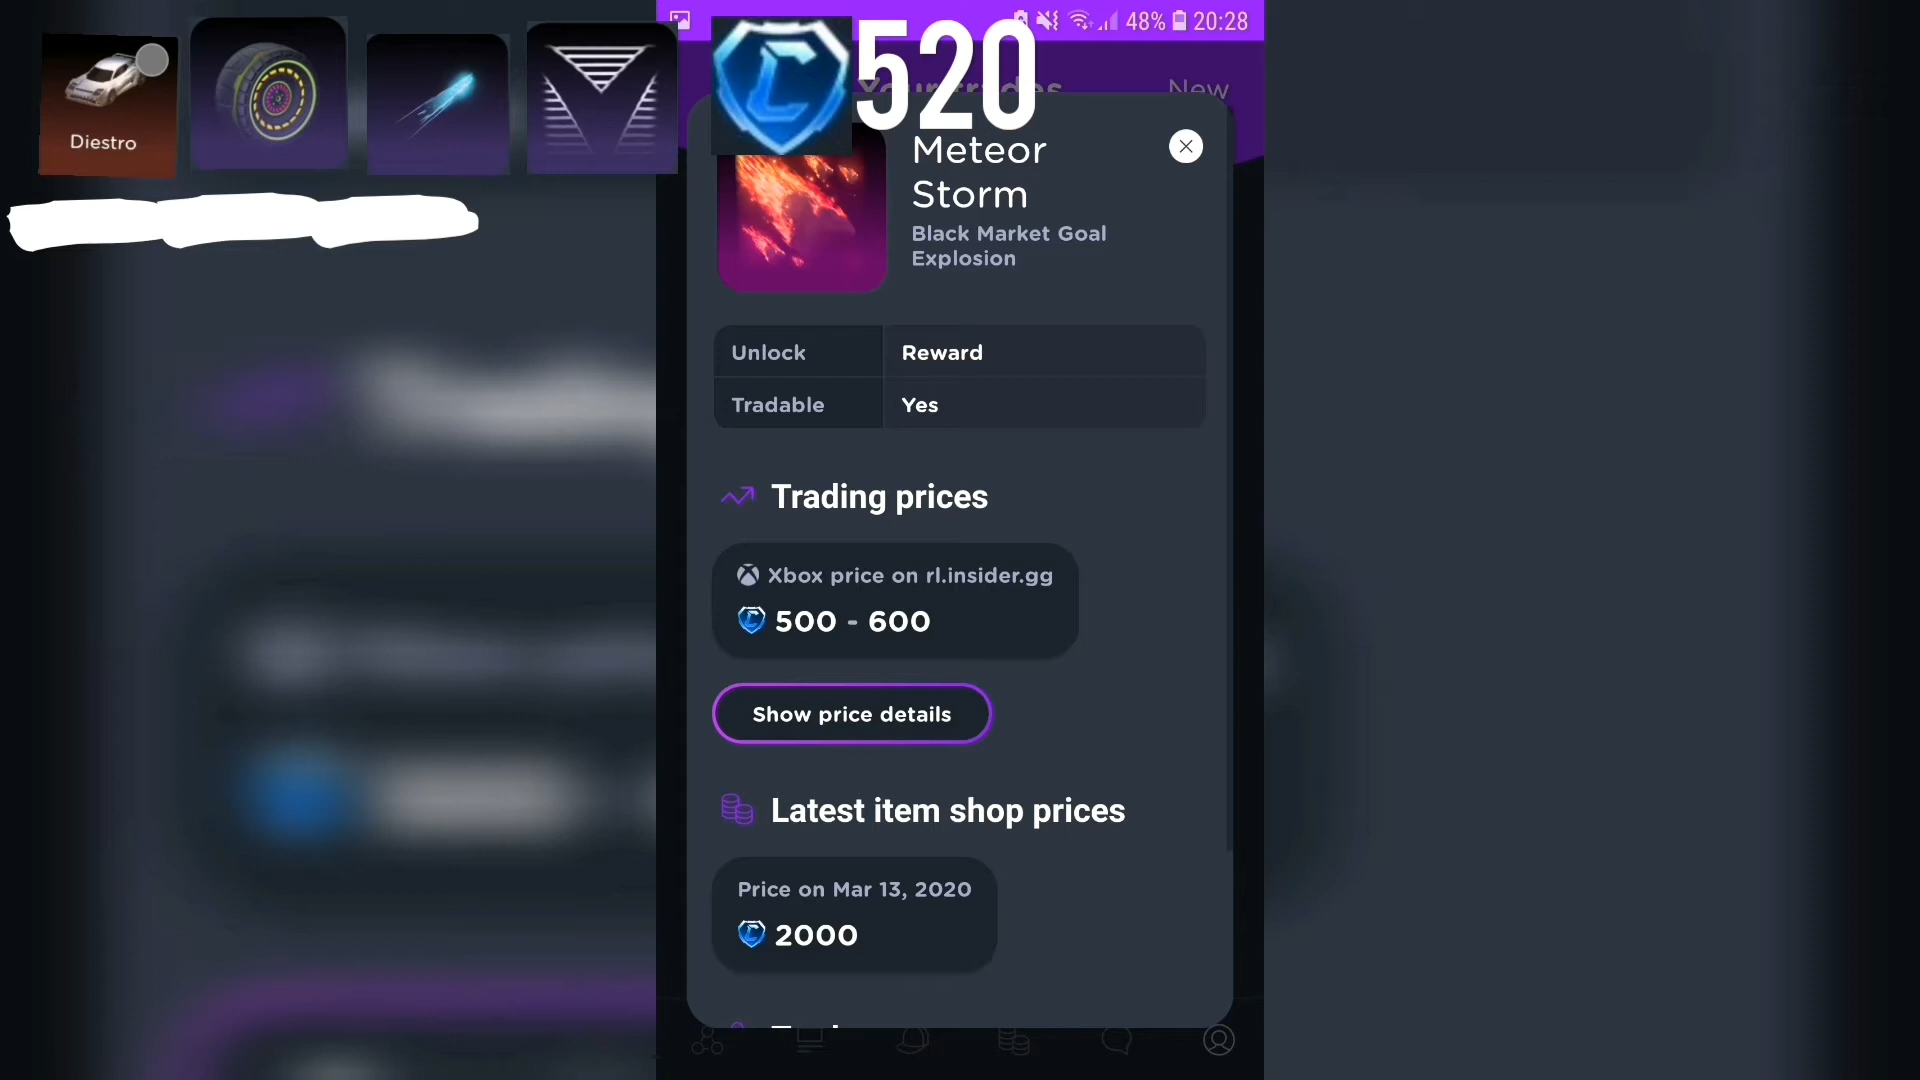 48% 20:28
520
Your trades New
Diestro
Meteor
Storm
Black Market Goal
Explosion
Unlock Reward
Tradable Yes
Trading prices
Xbox price on rl.insider.gg
500 - 600
Show price details
Latest item shop prices
Price on Mar 13, 2020
2000